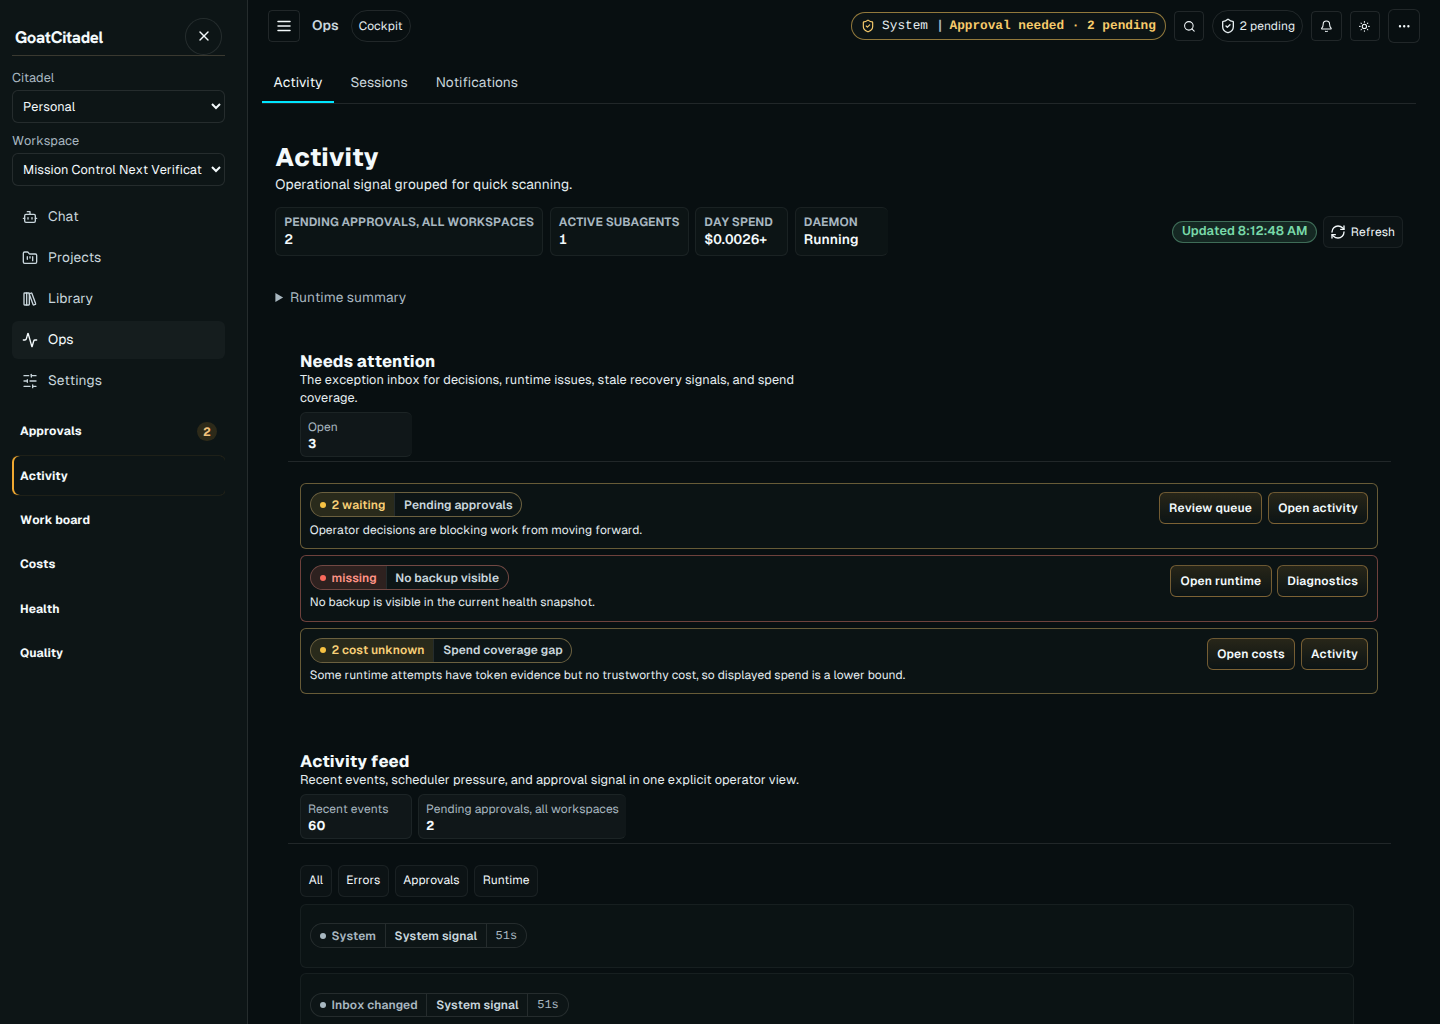 GoatCitadel
Citadel
Personal
Workspace
Mission Control Next Verificat
Chat
Projects
Library
Ops
Settings
Approvals 2
Activity
Work board
Costs
Health
Quality
Ops Cockpit
System | Approval needed · 2 pending
2 pending
Activity Sessions Notifications
Activity
Operational signal grouped for quick scanning.
PENDING APPROVALS, ALL WORKSPACES
2
ACTIVE SUBAGENTS
1
DAY SPEND
$0.0026+
DAEMON
Running
Updated 8:12:48 AM
Refresh
Runtime summary
Needs attention
The exception inbox for decisions, runtime issues, stale recovery signals, and spend
coverage.
Open
3
2 waiting Pending approvals
Operator decisions are blocking work from moving forward.
Review queue Open activity
missing No backup visible
No backup is visible in the current health snapshot.
Open runtime Diagnostics
2 cost unknown Spend coverage gap
Some runtime attempts have token evidence but no trustworthy cost, so displayed spend is a lower bound.
Open costs Activity
Activity feed
Recent events, scheduler pressure, and approval signal in one explicit operator view.
Recent events
60
Pending approvals, all workspaces
2
All Errors Approvals Runtime
System System signal 51s
Inbox changed System signal 51s